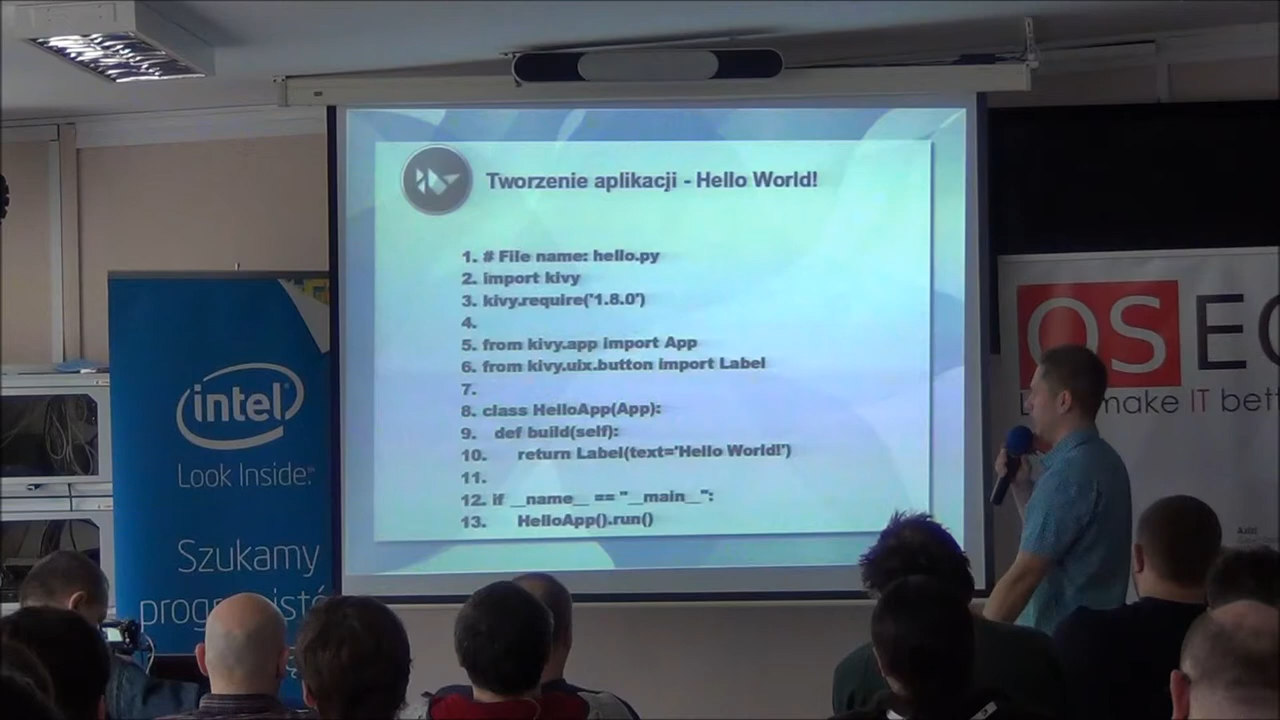 Tworzenie aplikacji - Hello World!
1. # File name: hello.py
2. import kivy
3. kivy.require('1.8.0')
4.
5. from kivy.app import App
6. from kivy.uix.button import Label
7.
8. class HelloApp(App):
9. def build(self):
10. return Label(text='Hello World!')
11.
12. if __name__ == "__main__":
13. HelloApp().run()
intel
Look Inside.
Szukamy
OSEC
make IT